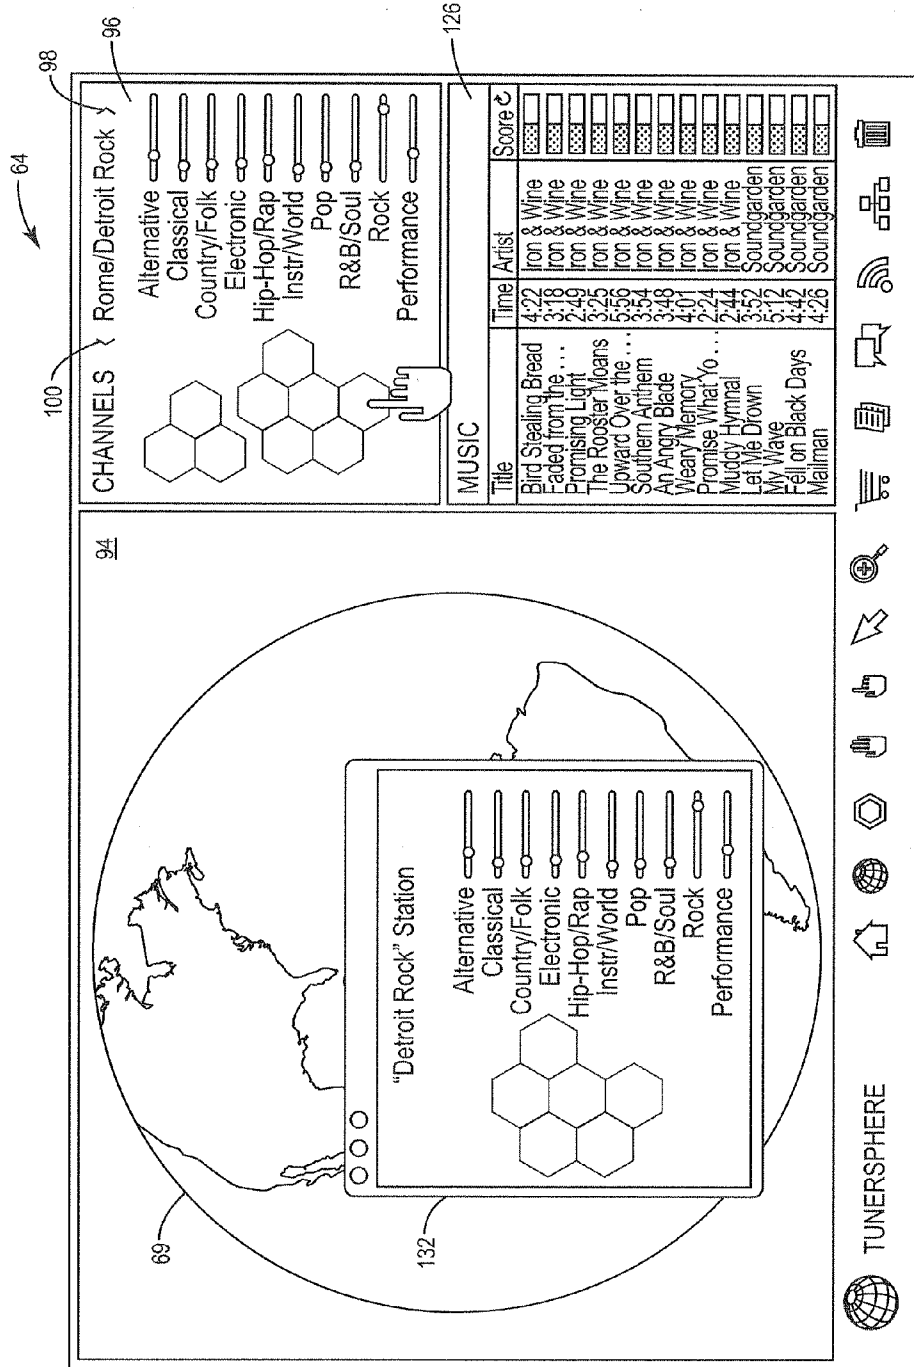 64
98
96
100
126
94
69
132
CHANNELS < Rome/Detroit Rock >
Alternative
Classical
Country/Folk
Electronic
Hip-Hop/Rap
Instr/World
Pop
R&B/Soul
Rock
Performance
MUSIC
Title Time Artist Score
Bird Stealing Bread 4:22 Iron & Wine
Faded from the ... 3:18 Iron & Wine
Promising Light 2:49 Iron & Wine
The Rooster Moans 3:25 Iron & Wine
Upward Over the ... 5:56 Iron & Wine
Southern Anthem 3:54 Iron & Wine
An Angry Blade 3:48 Iron & Wine
Weary Memory 4:01 Iron & Wine
Promise What Yo... 2:24 Iron & Wine
Muddy Hymnal 2:44 Iron & Wine
Let Me Drown 3:52 Soundgarden
My Wave 5:12 Soundgarden
Fell on Black Days 4:42 Soundgarden
Mailman 4:26 Soundgarden
“Detroit Rock” Station
Alternative
Classical
Country/Folk
Electronic
Hip-Hop/Rap
Instr/World
Pop
R&B/Soul
Rock
Performance
TUNERSPHERE